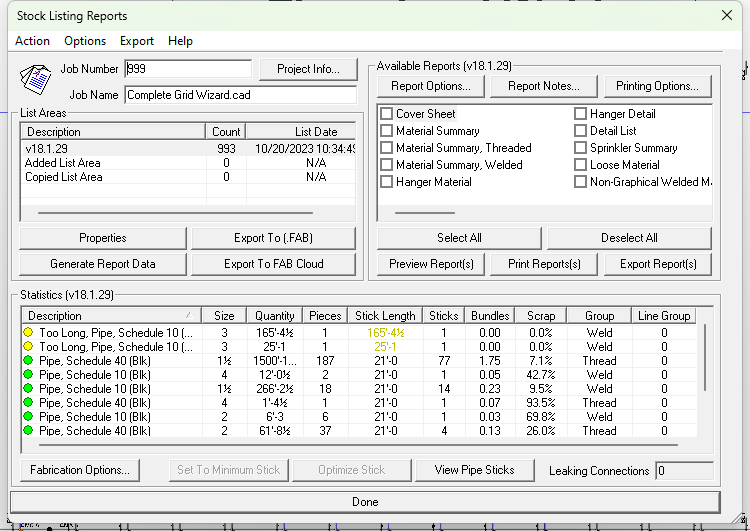 Stock Listing Reports
Action Options Export Help
Job Number 999 Project Info...
Job Name Complete Grid Wizard.cad
Available Reports (v18.1.29)
Report Options... Report Notes... Printing Options...
Cover Sheet Hanger Detail
Material Summary Detail List
Material Summary, Threaded Sprinkler Summary
Material Summary, Welded Loose Material
Hanger Material Non-Graphical Welded
Select All Deselect All
Preview Report(s) Print Reports(s) Export Report(s)
List Areas
Description Count List Date
v18.1.29 993 10/20/2023 10:34:49
Added List Area 0 N/A
Copied List Area 0 N/A
Properties Export To (.FAB)
Generate Report Data Export To FAB Cloud
Statistics (v18.1.29)
Description Size Quantity Pieces Stick Length Sticks Bundles Scrap Group Line Group
Too Long, Pipe, Schedule 10 (... 3 165'-4½ 1 165'-4½ 1 0.00 0.0% Weld 0
Too Long, Pipe, Schedule 10 (... 3 25'-1 1 25'-1 1 0.00 0.0% Weld 0
Pipe, Schedule 40 (Blk) 1½ 1500'-1... 187 21'-0 77 1.75 7.1% Thread 0
Pipe, Schedule 10 (Blk) 4 12'-0½ 2 21'-0 1 0.05 42.7% Weld 0
Pipe, Schedule 10 (Blk) 1½ 266'-2½ 18 21'-0 14 0.23 9.5% Weld 0
Pipe, Schedule 40 (Blk) 4 1'-4½ 1 21'-0 1 0.07 93.5% Thread 0
Pipe, Schedule 10 (Blk) 2 6'-3 6 21'-0 1 0.03 69.8% Weld 0
Pipe, Schedule 40 (Blk) 2 61'-8½ 37 21'-0 4 0.13 26.0% Thread 0
Fabrication Options... Set To Minimum Stick Optimize Stick View Pipe Sticks Leaking Connections 0
Done